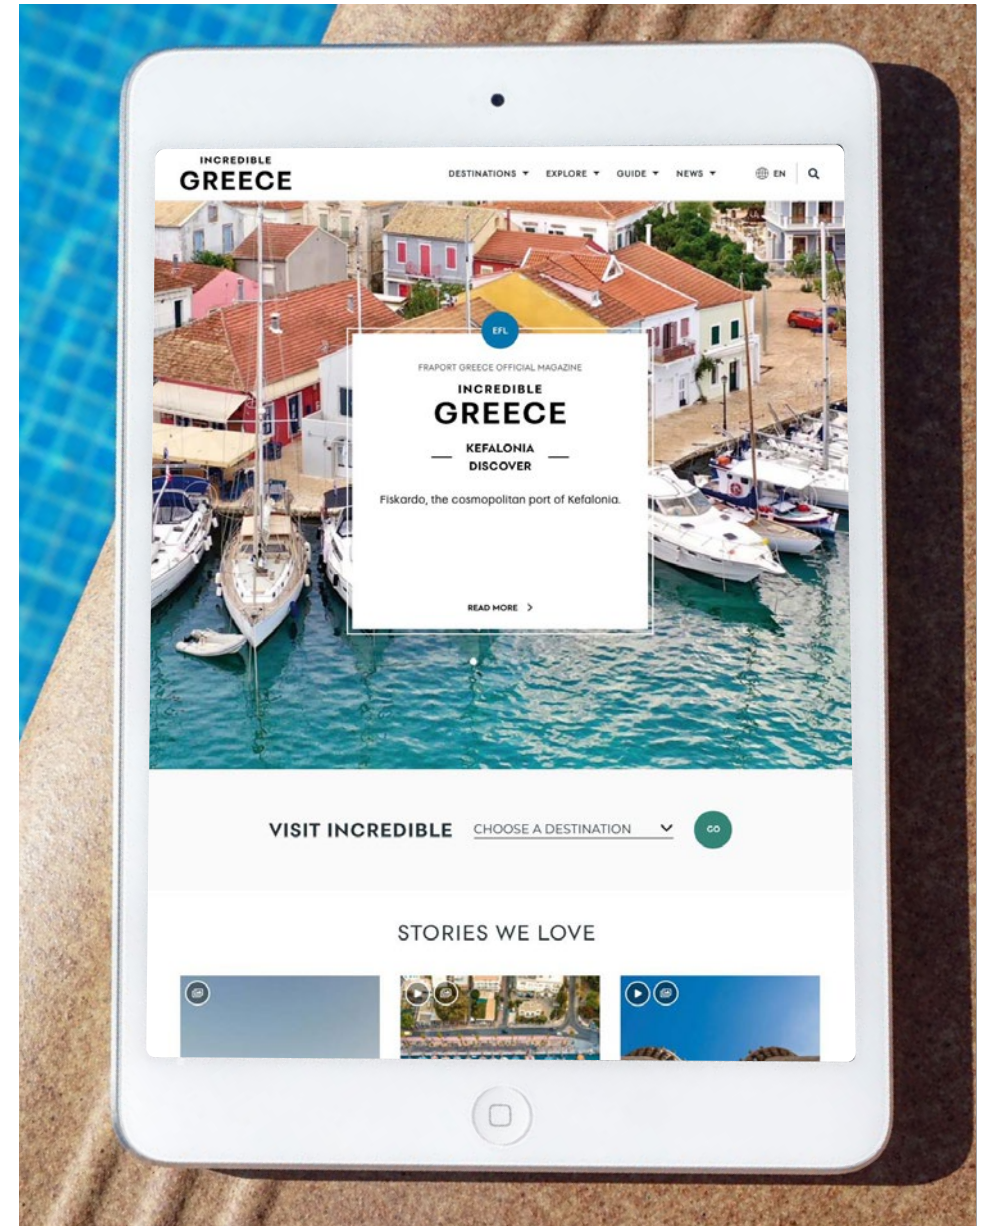 INCREDIBLE
GREECE
DESTINATIONS EXPLORE GUIDE NEWS EN
EFL
FRAPORT GREECE OFFICIAL MAGAZINE
INCREDIBLE
GREECE
KEFALONIA
DISCOVER
Fiskardo, the cosmopolitan port of Kefalonia.
READ MORE
VISIT INCREDIBLE CHOOSE A DESTINATION GO
STORIES WE LOVE